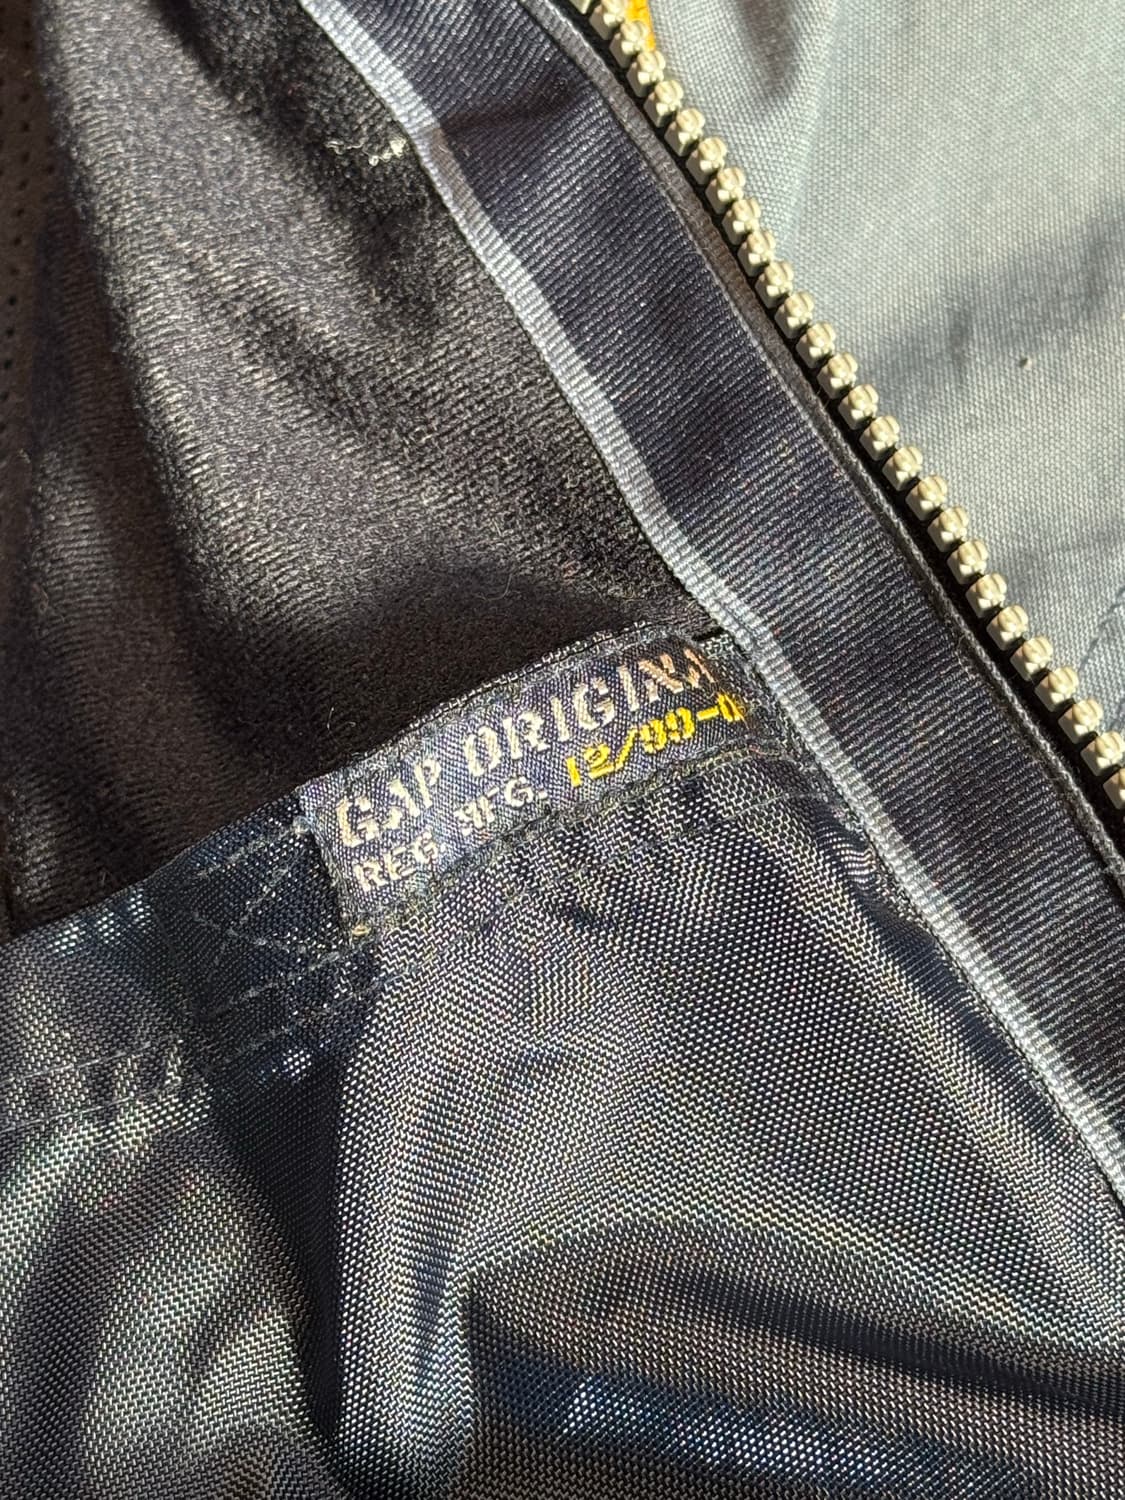 GAP ORIGINA
REG MFG. 12/99-0